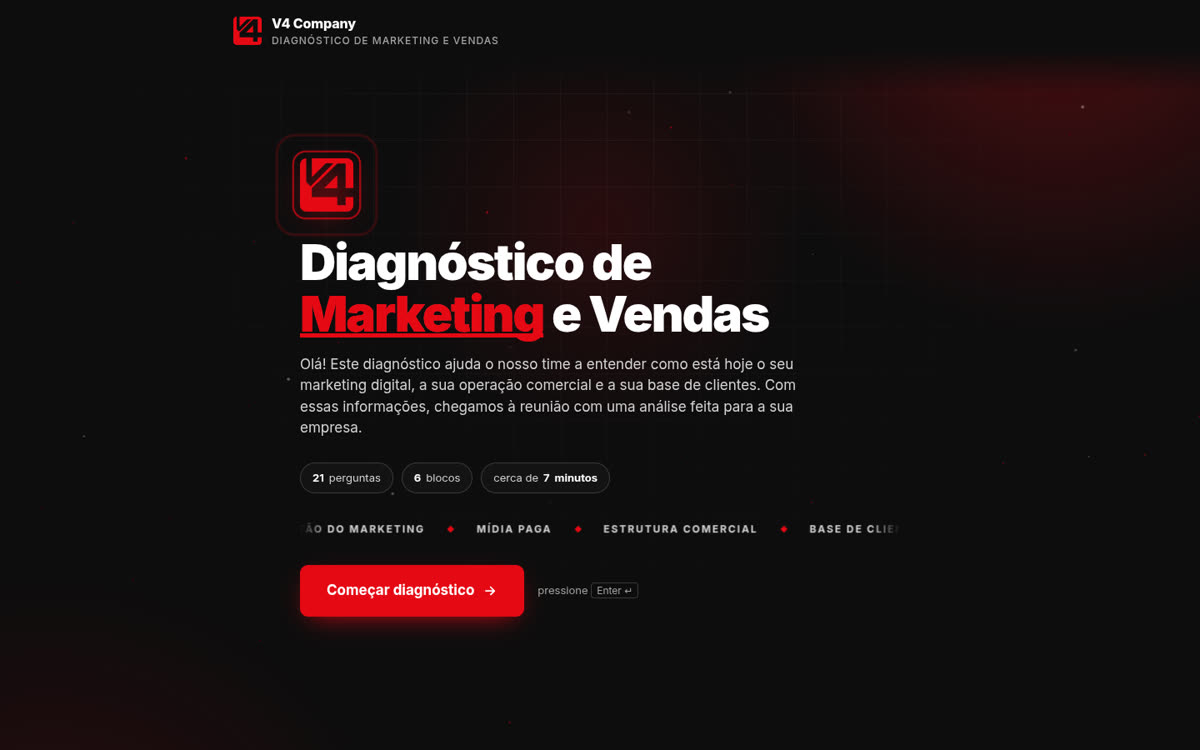 V4 Company
DIAGNÓSTICO DE MARKETING E VENDAS
V4
Diagnóstico de
Marketing e Vendas
Olá! Este diagnóstico ajuda o nosso time a entender como está hoje o seu
marketing digital, a sua operação comercial e a sua base de clientes. Com
essas informações, chegamos à reunião com uma análise feita para a sua
empresa.
21 perguntas 6 blocos cerca de 7 minutos
ÃO DO MARKETING ◆ MÍDIA PAGA ◆ ESTRUTURA COMERCIAL ◆ BASE DE CLIE
Começar diagnóstico → pressione Enter ↵